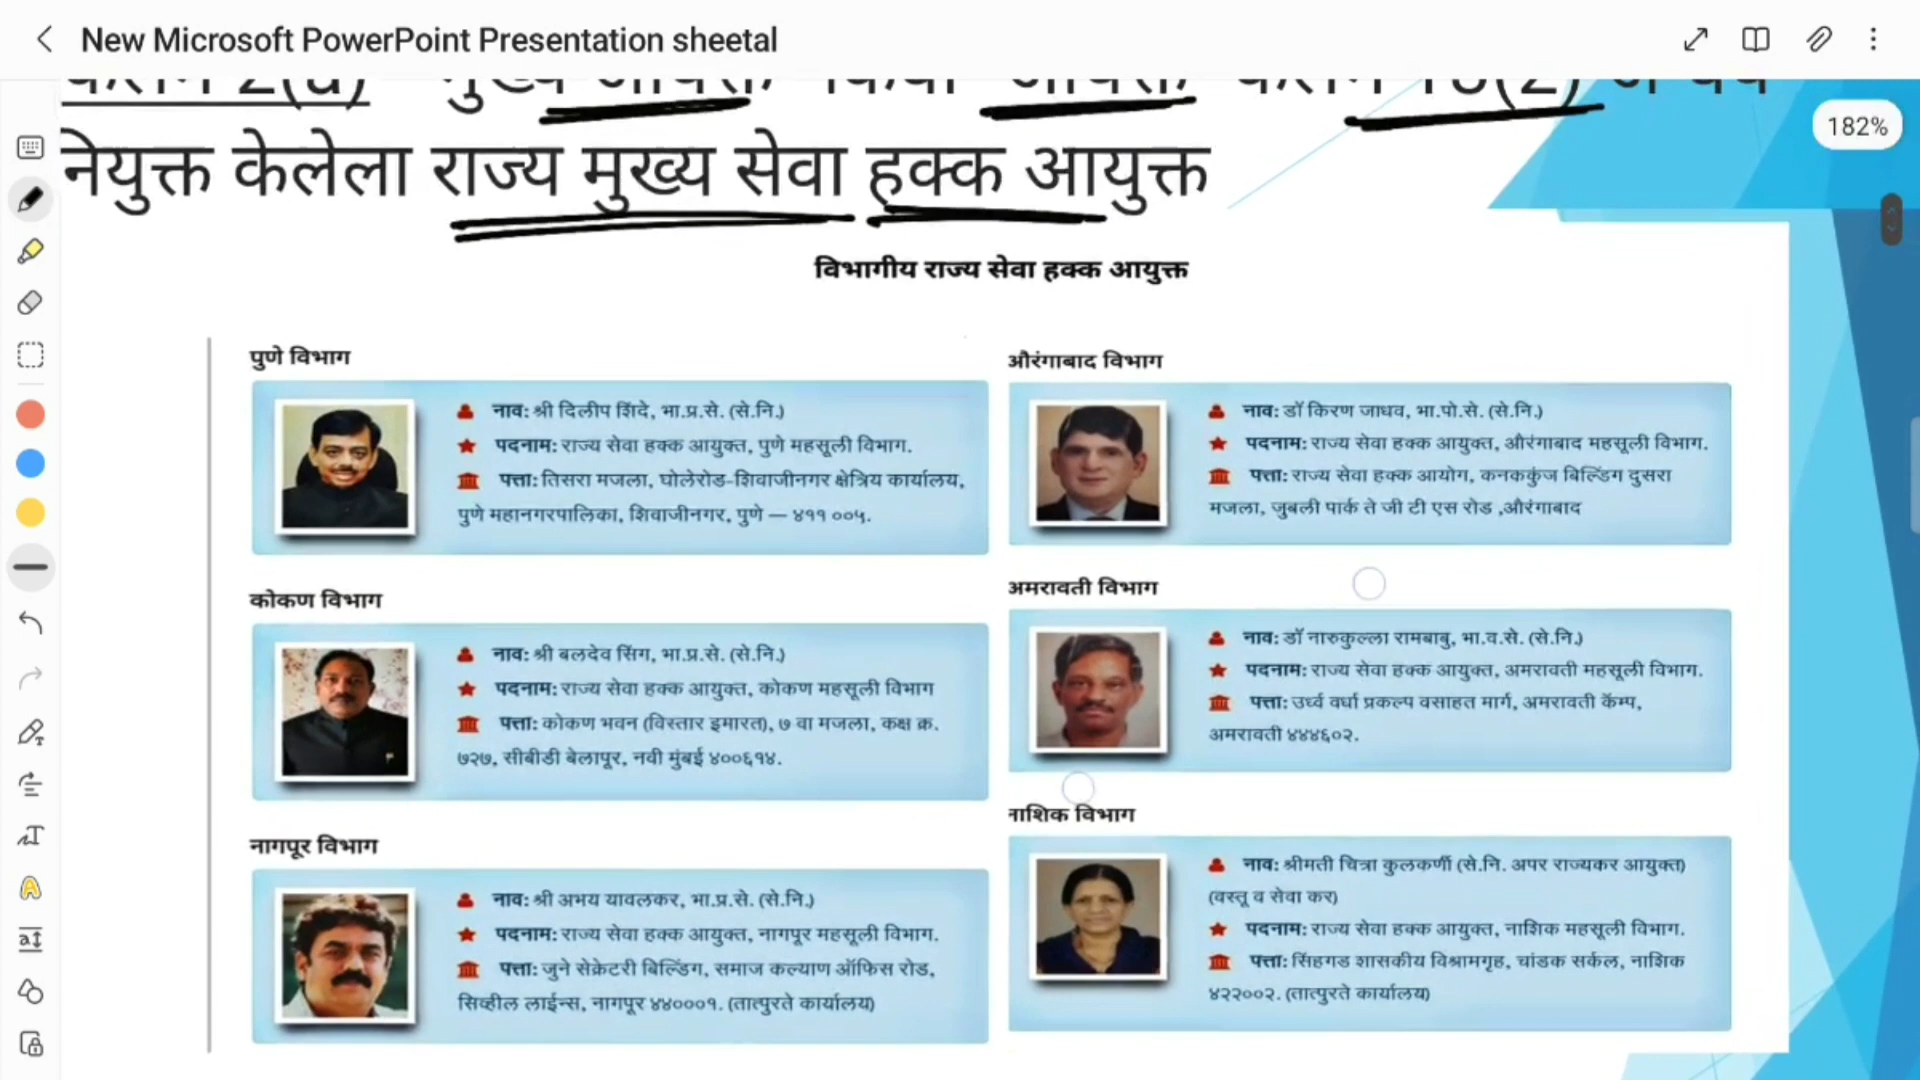 New Microsoft PowerPoint Presentation sheetal
182%
नियुक्त केलेला राज्य मुख्य सेवा हक्क आयुक्त
विभागीय राज्य सेवा हक्क आयुक्त
पुणे विभाग
नाव: श्री दिलीप शिंदे, भा.प्र.से. (से.नि.)
पदनाम: राज्य सेवा हक्क आयुक्त, पुणे महसूली विभाग.
पत्ता: तिसरा मजला, घोलेरोड-शिवाजीनगर क्षेत्रिय कार्यालय,
पुणे महानगरपालिका, शिवाजीनगर, पुणे — ४११ ००५.
कोकण विभाग
नाव: श्री बलदेव सिंग, भा.प्र.से. (से.नि.)
पदनाम: राज्य सेवा हक्क आयुक्त, कोकण महसूली विभाग
पत्ता: कोकण भवन (विस्तार इमारत), ७ वा मजला, कक्ष क्र.
७२७, सीबीडी बेलापूर, नवी मुंबई ४००६१४.
नागपूर विभाग
नाव: श्री अभय यावलकर, भा.प्र.से. (से.नि.)
पदनाम: राज्य सेवा हक्क आयुक्त, नागपूर महसूली विभाग.
पत्ता: जुने सेक्रेटरी बिल्डिंग, समाज कल्याण ऑफिस रोड,
सिव्हील लाईन्स, नागपूर ४४०००१. (तात्पुरते कार्यालय)
औरंगाबाद विभाग
नाव: डॉ किरण जाधव, भा.पो.से. (से.नि.)
पदनाम: राज्य सेवा हक्क आयुक्त, औरंगाबाद महसूली विभाग.
पत्ता: राज्य सेवा हक्क आयोग, कनककुंज बिल्डिंग दुसरा
मजला, जुबली पार्क ते जी टी एस रोड ,औरंगाबाद
अमरावती विभाग
नाव: डॉ नारुकुल्ला रामबाबु, भा.व.से. (से.नि.)
पदनाम: राज्य सेवा हक्क आयुक्त, अमरावती महसूली विभाग.
पत्ता: उर्ध्व वर्धा प्रकल्प वसाहत मार्ग, अमरावती कॅम्प,
अमरावती ४४४६०२.
नाशिक विभाग
नाव: श्रीमती चित्रा कुलकर्णी (से.नि. अपर राज्यकर आयुक्त)
(वस्तू व सेवा कर)
पदनाम: राज्य सेवा हक्क आयुक्त, नाशिक महसूली विभाग.
पत्ता: सिंहगड शासकीय विश्रामगृह, चांडक सर्कल, नाशिक
४२२००२. (तात्पुरते कार्यालय)